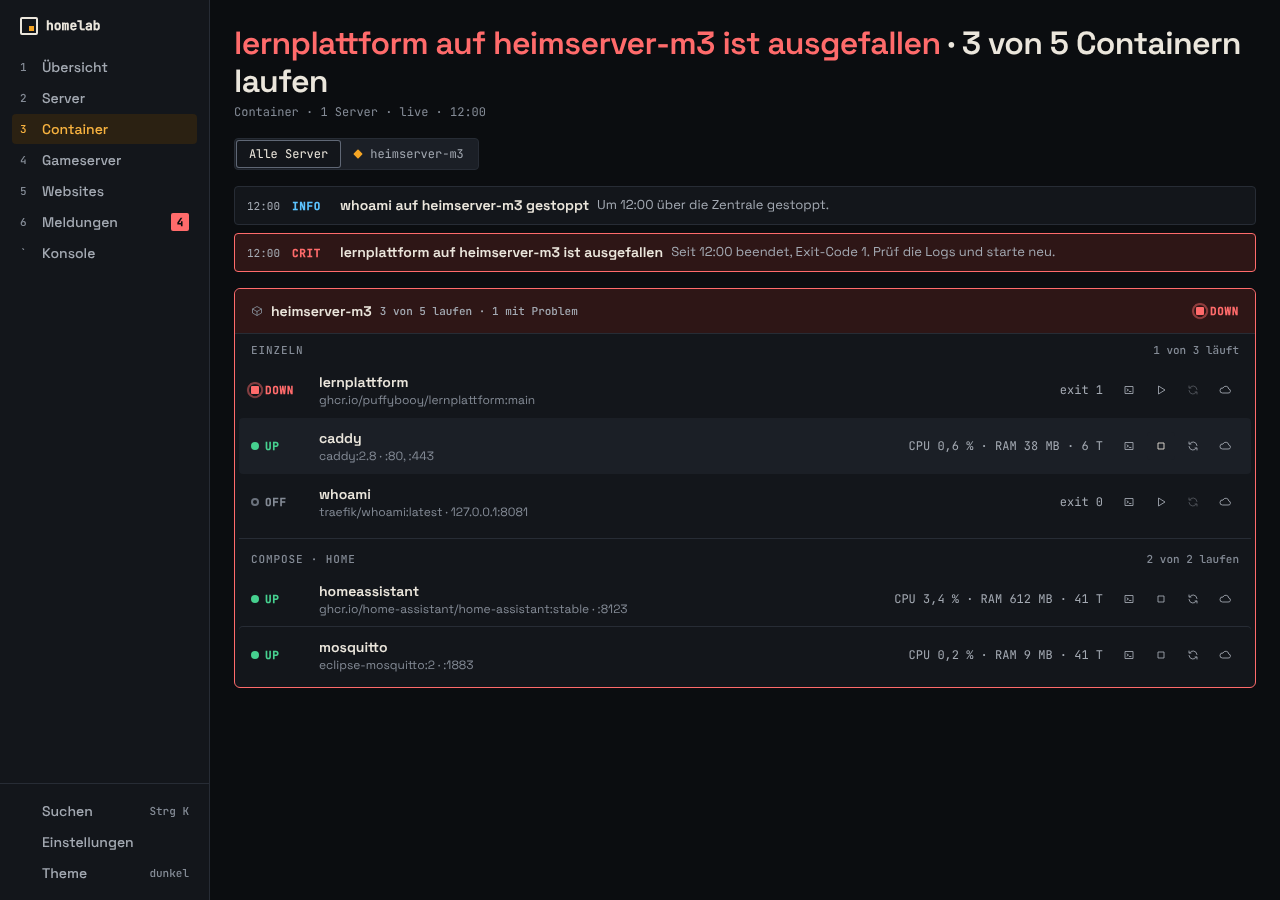 homelab
1 Übersicht
2 Server
3 Container
4 Gameserver
5 Websites
6 Meldungen 4
` Konsole
Suchen Strg K
Einstellungen
Theme dunkel
lernplattform auf heimserver-m3 ist ausgefallen · 3 von 5 Containern
laufen
Container · 1 Server · live · 12:00
Alle Server heimserver-m3
12:00 INFO whoami auf heimserver-m3 gestoppt Um 12:00 über die Zentrale gestoppt.
12:00 CRIT lernplattform auf heimserver-m3 ist ausgefallen Seit 12:00 beendet, Exit-Code 1. Prüf die Logs und starte neu.
heimserver-m3 3 von 5 laufen · 1 mit Problem DOWN
EINZELN 1 von 3 läuft
DOWN lernplattform exit 1
ghcr.io/puffybooy/lernplattform:main
UP caddy CPU 0,6 % · RAM 38 MB · 6 T
caddy:2.8 · :80, :443
OFF whoami exit 0
traefik/whoami:latest · 127.0.0.1:8081
COMPOSE · HOME 2 von 2 laufen
UP homeassistant CPU 3,4 % · RAM 612 MB · 41 T
ghcr.io/home-assistant/home-assistant:stable · :8123
UP mosquitto CPU 0,2 % · RAM 9 MB · 41 T
eclipse-mosquitto:2 · :1883